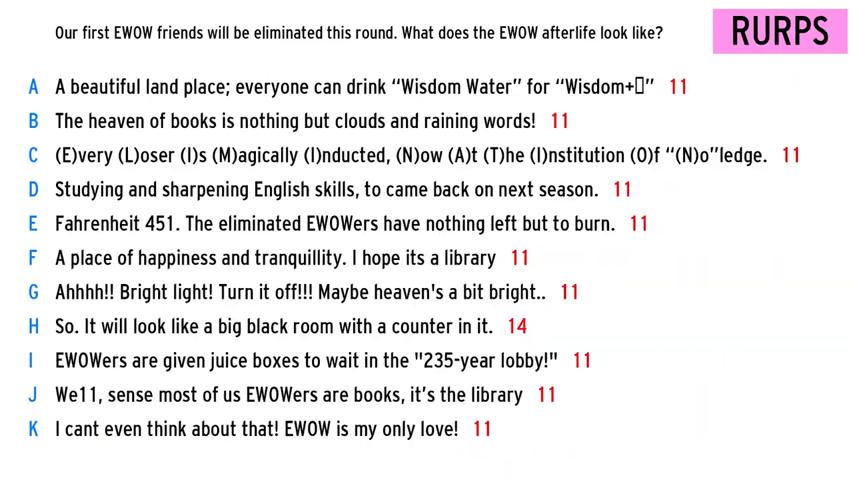 Our first EWOW friends will be eliminated this round. What does the EWOW afterlife look like?
RURPS
A A beautiful land place; everyone can drink “Wisdom Water” for “Wisdom+▯” 11
B The heaven of books is nothing but clouds and raining words! 11
C (E)very (L)oser (I)s (M)agically (I)nducted, (N)ow (A)t (T)he (I)nstitution (O)f “(N)o”ledge. 11
D Studying and sharpening English skills, to came back on next season. 11
E Fahrenheit 451. The eliminated EWOWers have nothing left but to burn. 11
F A place of happiness and tranquillity. I hope its a library 11
G Ahhhh!! Bright light! Turn it off!!! Maybe heaven's a bit bright.. 11
H So. It will look like a big black room with a counter in it. 14
I EWOWers are given juice boxes to wait in the "235-year lobby!" 11
J We11, sense most of us EWOWers are books, it’s the library 11
K I cant even think about that! EWOW is my only love! 11